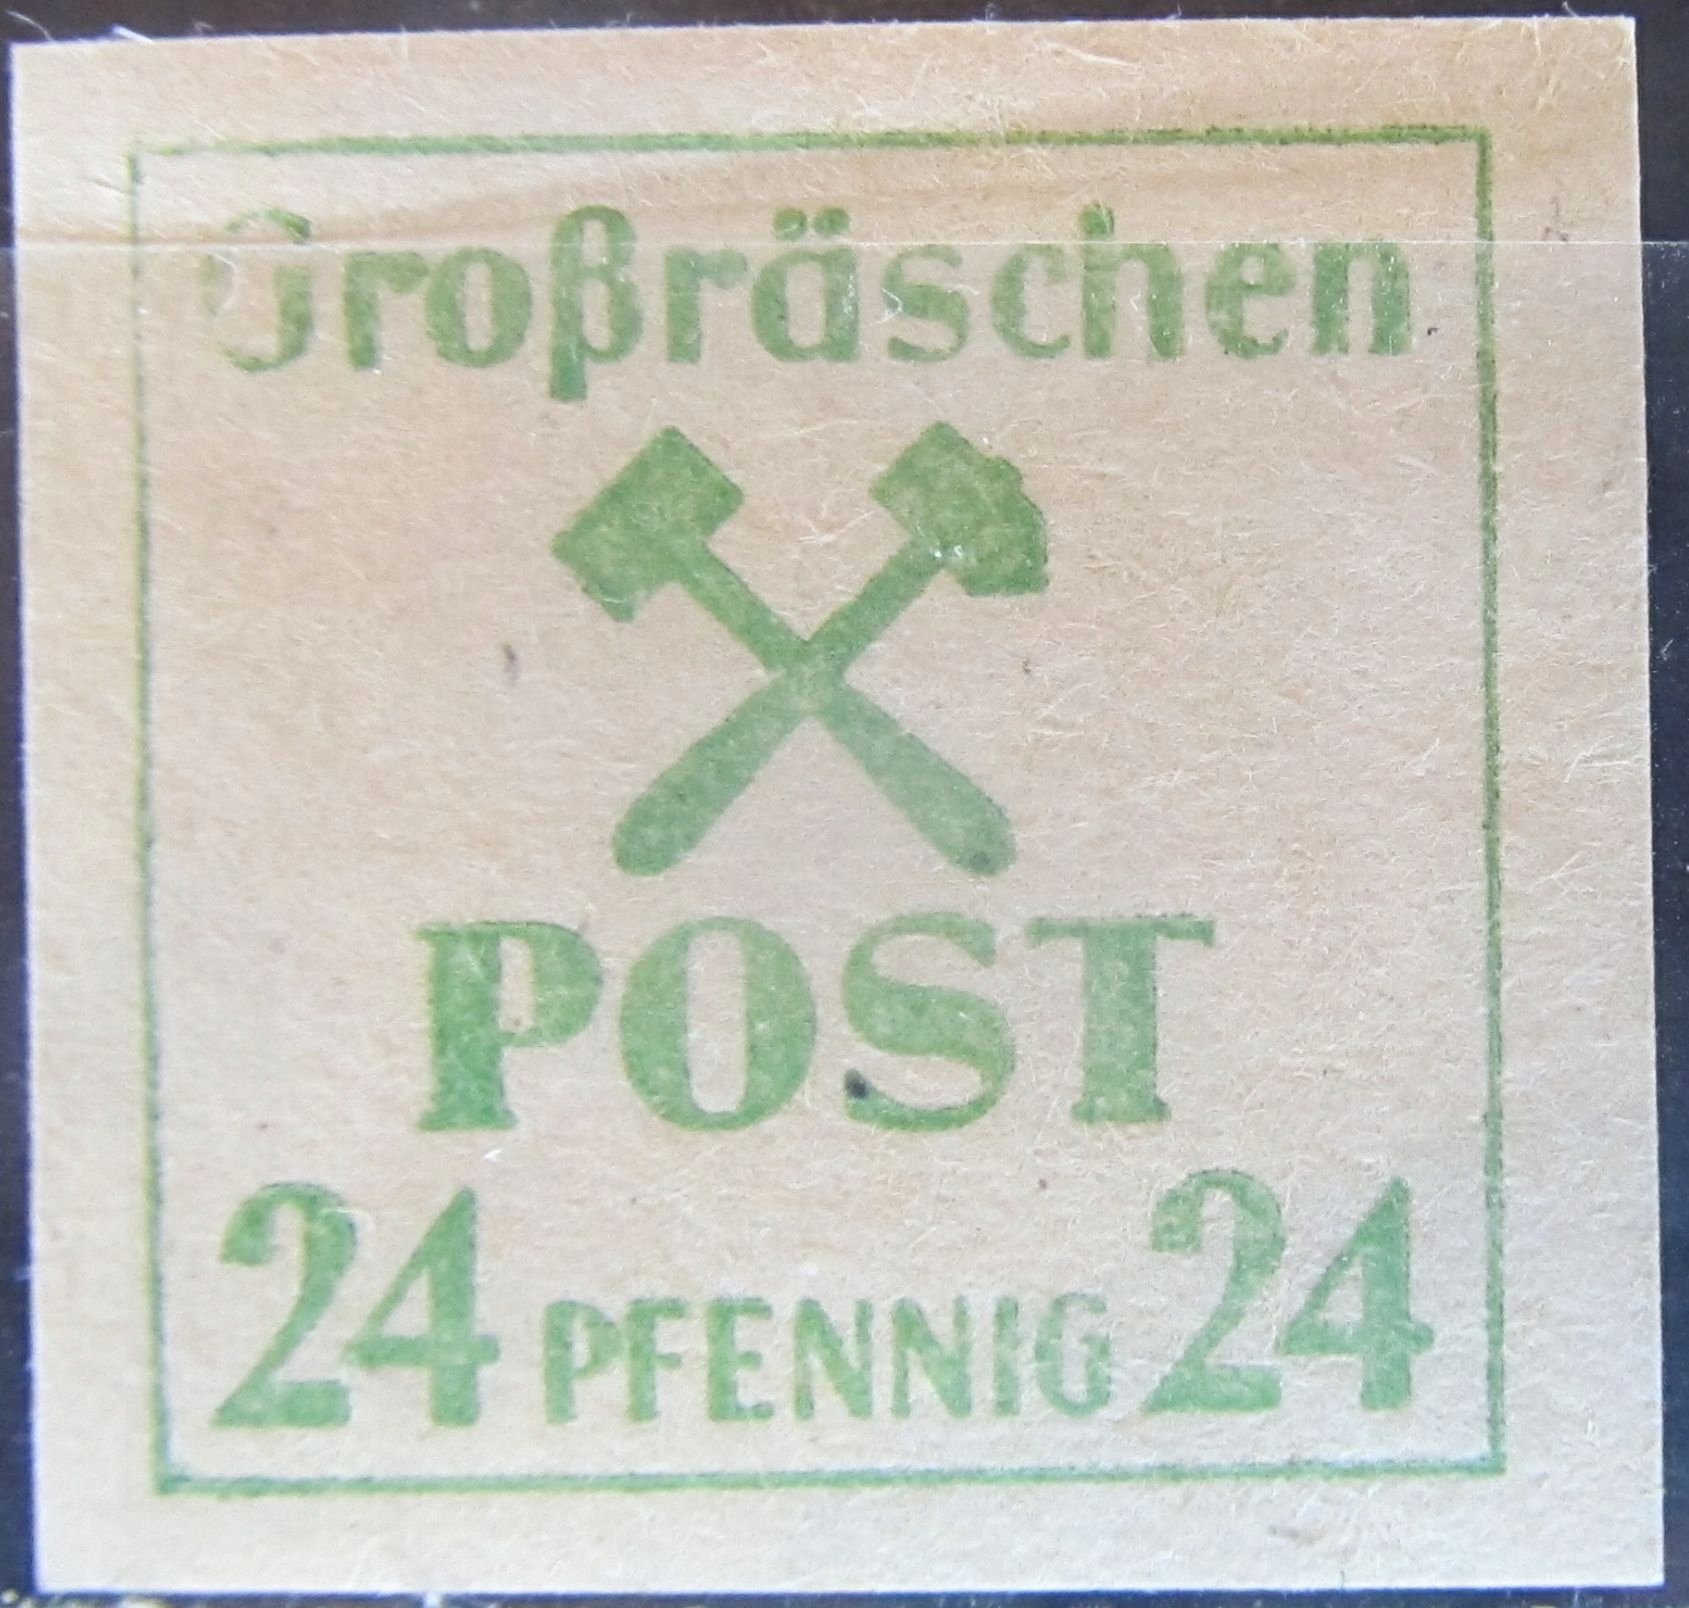 Großräschen
POST
24 PFENNIG 24